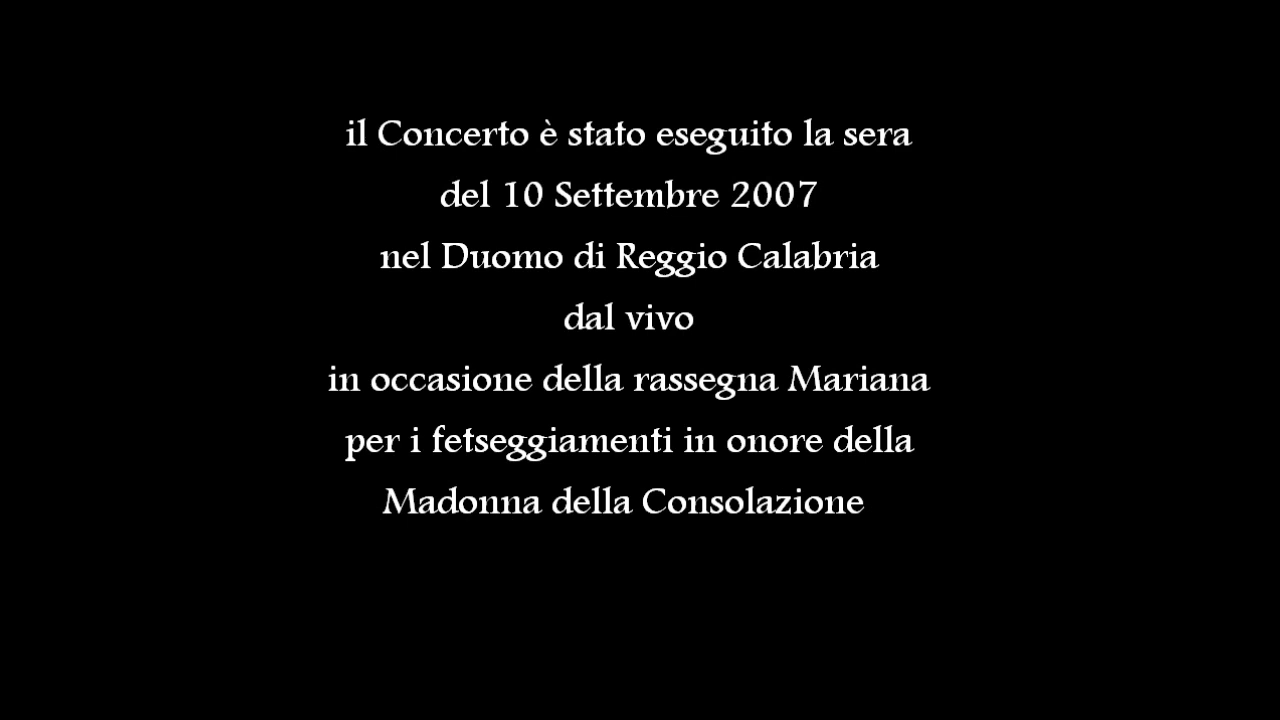 il Concerto è stato eseguito la sera
del 10 Settembre 2007
nel Duomo di Reggio Calabria
dal vivo
in occasione della rassegna Mariana
per i fetseggiamenti in onore della
Madonna della Consolazione